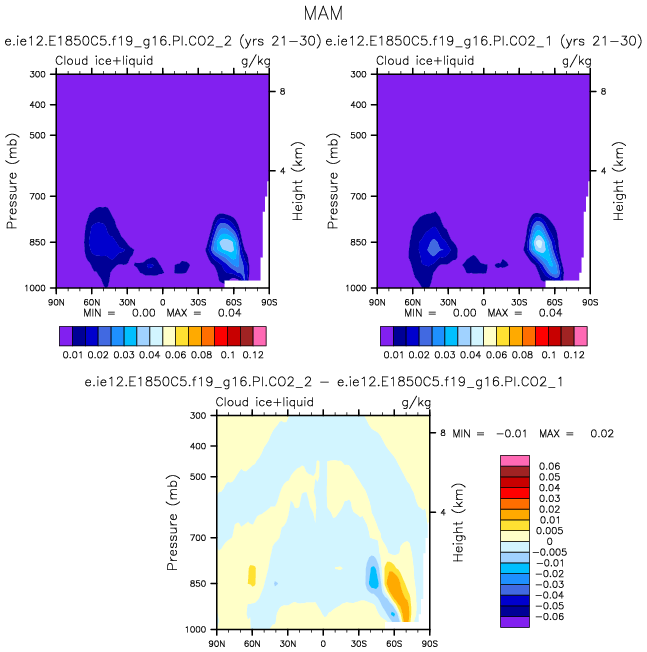 MAM
e.ie12.E1850C5.f19_g16.PI.CO2_2 (yrs 21-30) e.ie12.E1850C5.f19_g16.PI.CO2_1 (yrs 21-30)
Cloud ice+liquid g/kg Cloud ice+liquid g/kg
300 300
400 8 400 8
500 500
Pressure (mb) Height (km) Pressure (mb) Height (km)
4 4
700 700
850 850
1000 1000
90N 60N 30N 0 30S 60S 90S 90N 60N 30N 0 30S 60S 90S
MIN = 0.00 MAX = 0.04 MIN = 0.00 MAX = 0.04
0.01 0.02 0.03 0.04 0.06 0.08 0.1 0.12 0.01 0.02 0.03 0.04 0.06 0.08 0.1 0.12
e.ie12.E1850C5.f19_g16.PI.CO2_2 - e.ie12.E1850C5.f19_g16.PI.CO2_1
Cloud ice+liquid g/kg
300
8 MIN = -0.01 MAX = 0.02
400
500
Pressure (mb) Height (km)
4
700
850
1000
90N 60N 30N 0 30S 60S 90S
0.06
0.05
0.04
0.03
0.02
0.01
0.005
0
-0.005
-0.01
-0.02
-0.03
-0.04
-0.05
-0.06